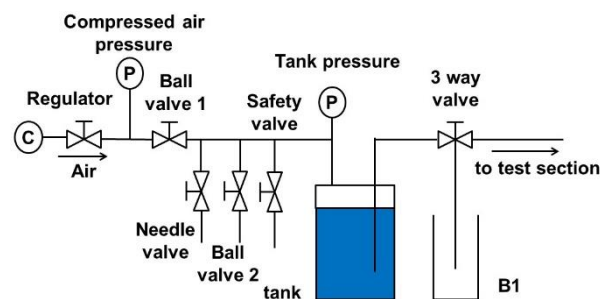 Compressed air
pressure
P
Ball
valve 1
Regulator
C
Air
Tank pressure
P
Safety
valve
3 way
valve
to test section
Needle
valve
Ball
valve 2
tank
B1